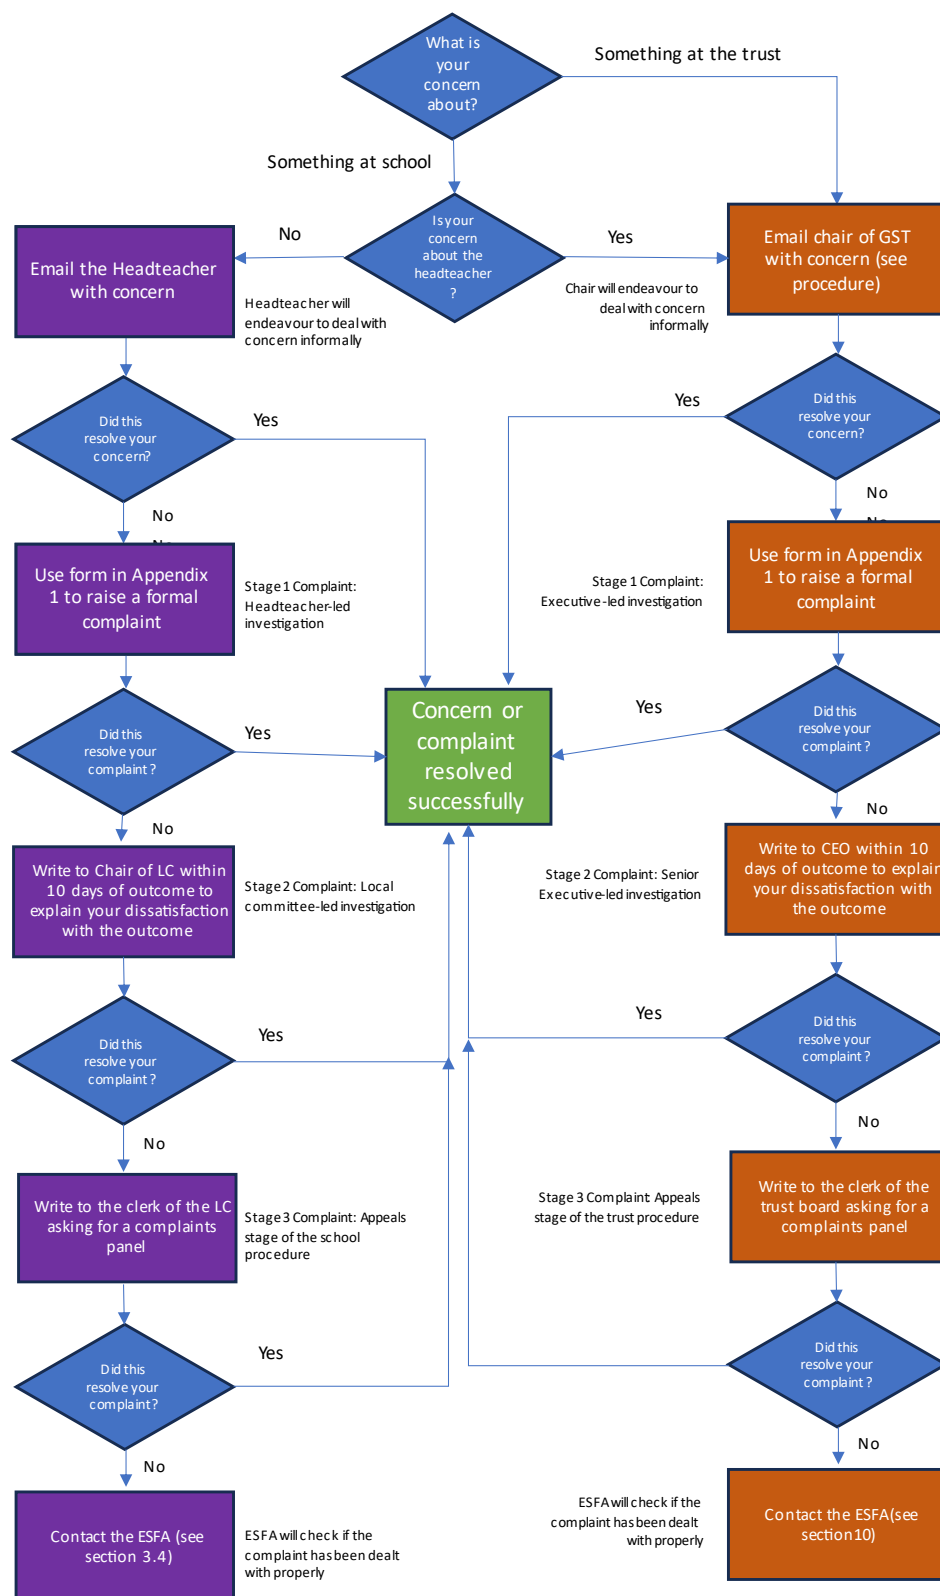 What is
your
concern
about?
Something at the trust
Something at school
Is your
concern
about the
headteacher
?
No
Yes
Email the Headteacher
with concern
Email chair of GST
with concern (see
procedure)
Headteacher will
endeavour to deal with
concern informally
Chair will endeavour to
deal with concern
informally
Did this
resolve your
concern?
Yes
Yes
Did this
resolve your
concern?
No
No
No
No
Use form in Appendix
1 to raise a formal
complaint
Stage 1 Complaint:
Headteacher-led
investigation
Stage 1 Complaint:
Executive-led investigation
Use form in Appendix
1 to raise a formal
complaint
Did this
resolve your
complaint?
Yes
Concern or
complaint
resolved
successfully
Yes
Did this
resolve your
complaint?
No
No
Write to Chair of LC within
10 days of outcome to
explain your dissatisfaction
with the outcome
Stage 2 Complaint: Local
committee-led investigation
Stage 2 Complaint: Senior
Executive-led investigation
Write to CEO within 10
days of outcome to explain
your dissatisfaction with
the outcome
Did this
resolve your
complaint?
Yes
Yes
Did this
resolve your
complaint?
No
No
Write to the clerk of the LC
asking for a complaints
panel
Stage 3 Complaint: Appeals
stage of the school
procedure
Stage 3 Complaint: Appeals
stage of the trust procedure
Write to the clerk of the
trust board asking for a
complaints panel
Did this
resolve your
complaint?
Yes
Did this
resolve your
complaint?
No
No
Contact the ESFA (see
section 3.4)
ESFA will check if the
complaint has been dealt
with properly
ESFA will check if the
complaint has been dealt
with properly
Contact the ESFA(see
section10)